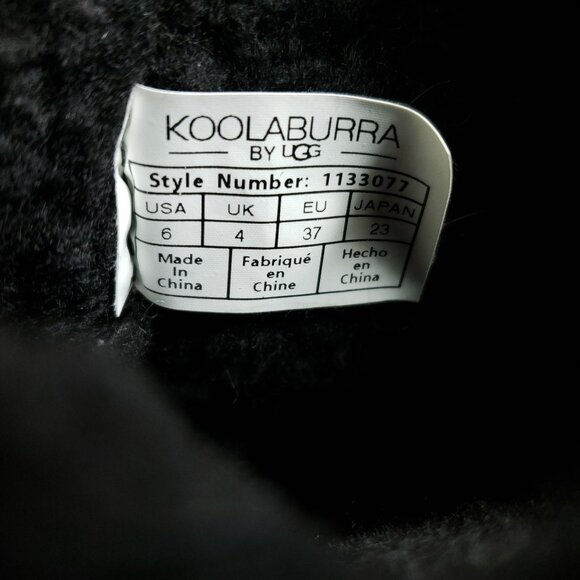 KOOLABURRA
BY UGG
Style Number: 1133077
USA UK EU JAPAN
6 4 37 23
Made In China
Fabriqué en Chine
Hecho en China